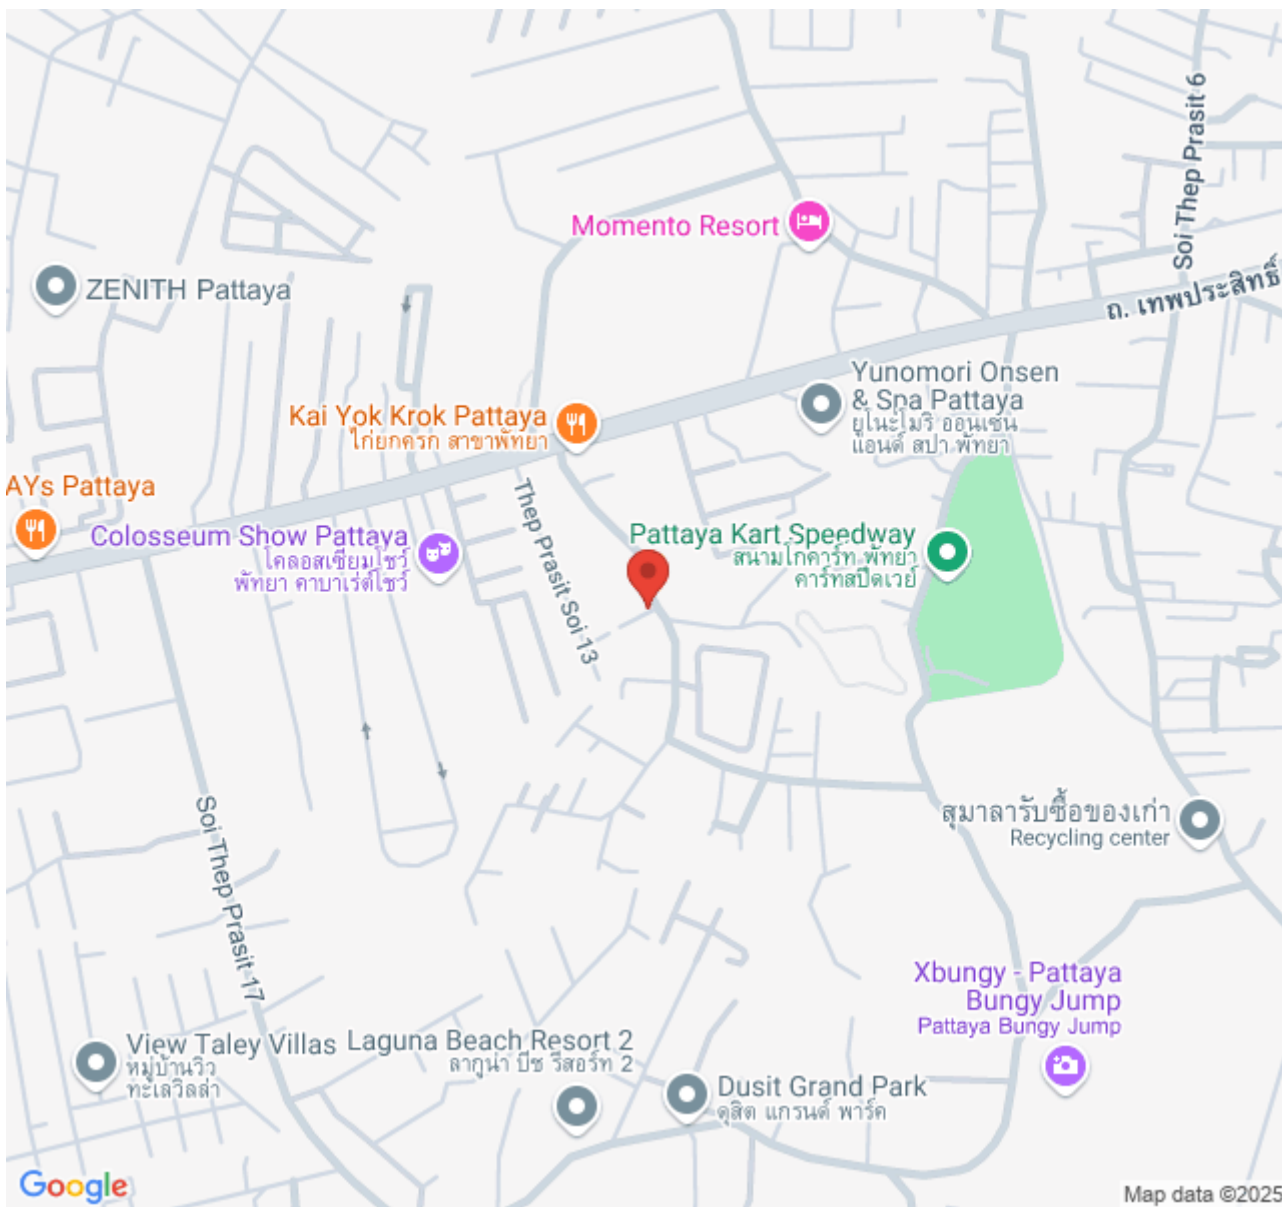 Soi Thep Prasit 6
Momento Resort
ZENITH Pattaya
ถ. เทพประสิทธิ์
Yunomori Onsen
& Spa Pattaya
ยูโนะโมริ ออนเซ็น
แอนด์ สปา พัทยา
Kai Yok Krok Pattaya
ไก่ยกครก สาขาพัทยา
AYs Pattaya
Colosseum Show Pattaya
โคลอสเซียมโชว์
พัทยา คาบาเร่ต์โชว์
Thep Prasit Soi 13
Pattaya Kart Speedway
สนามโกคาร์ท พัทยา
คาร์ทสปีดเวย์
สุมาลารับซื้อของเก่า
Recycling center
Soi Thep Prasit 17
Xbungy - Pattaya
Bungy Jump
Pattaya Bungy Jump
View Taley Villas
หมู่บ้านวิว
ทะเลวิลล่า
Laguna Beach Resort 2
ลากูน่า บีช รีสอร์ท 2
Dusit Grand Park
ดุสิต แกรนด์ พาร์ค
Google
Map data ©2025